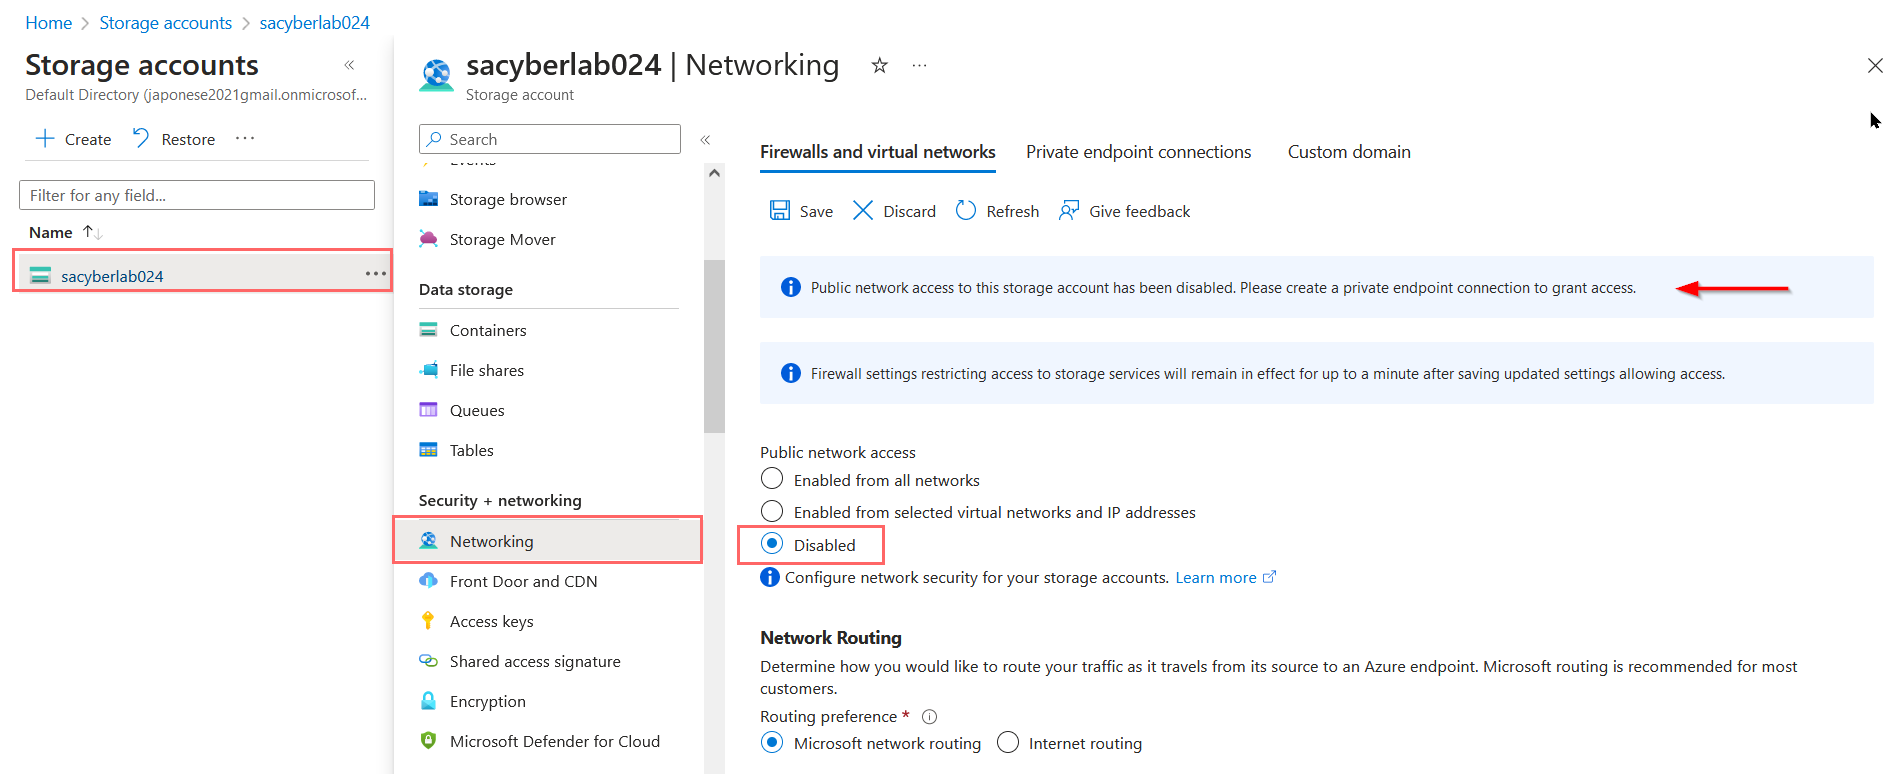 Home > Storage accounts > sacyberlab024
Storage accounts
Default Directory (japonese2021gmail.onmicrosof...
Create Restore ...
Filter for any field...
Name
sacyberlab024
sacyberlab024 | Networking
Storage account
Search
Events
Storage browser
Storage Mover
Data storage
Containers
File shares
Queues
Tables
Security + networking
Networking
Front Door and CDN
Access keys
Shared access signature
Encryption
Microsoft Defender for Cloud
Firewalls and virtual networks Private endpoint connections Custom domain
Save Discard Refresh Give feedback
Public network access to this storage account has been disabled. Please create a private endpoint connection to grant access.
Firewall settings restricting access to storage services will remain in effect for up to a minute after saving updated settings allowing access.
Public network access
Enabled from all networks
Enabled from selected virtual networks and IP addresses
Disabled
Configure network security for your storage accounts. Learn more
Network Routing
Determine how you would like to route your traffic as it travels from its source to an Azure endpoint. Microsoft routing is recommended for most
customers.
Routing preference *
Microsoft network routing Internet routing